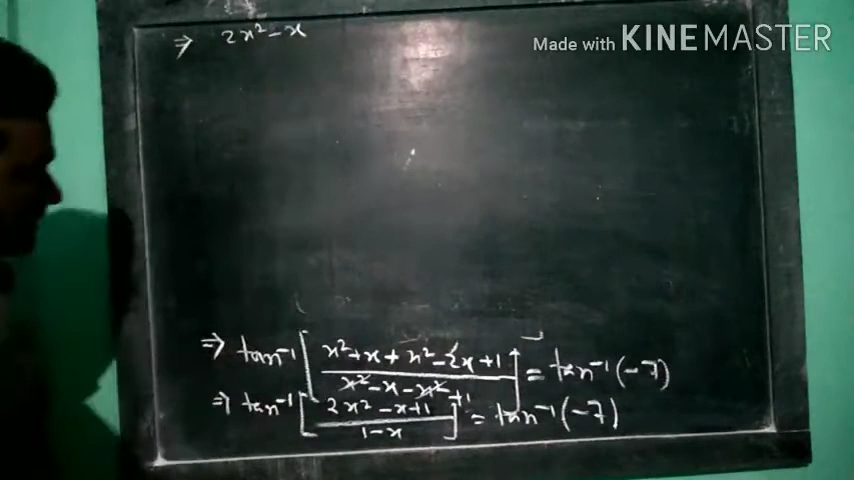 ⇒ 2x² - x
Made with KINEMASTER
⇒ tan⁻¹ [ (x² + x + x² - 2x + 1) / (x² - x - x² + 1) ] = tan⁻¹ (-7)
⇒ tan⁻¹ [ (2x² - x + 1) / (1 - x) ] = tan⁻¹ (-7)